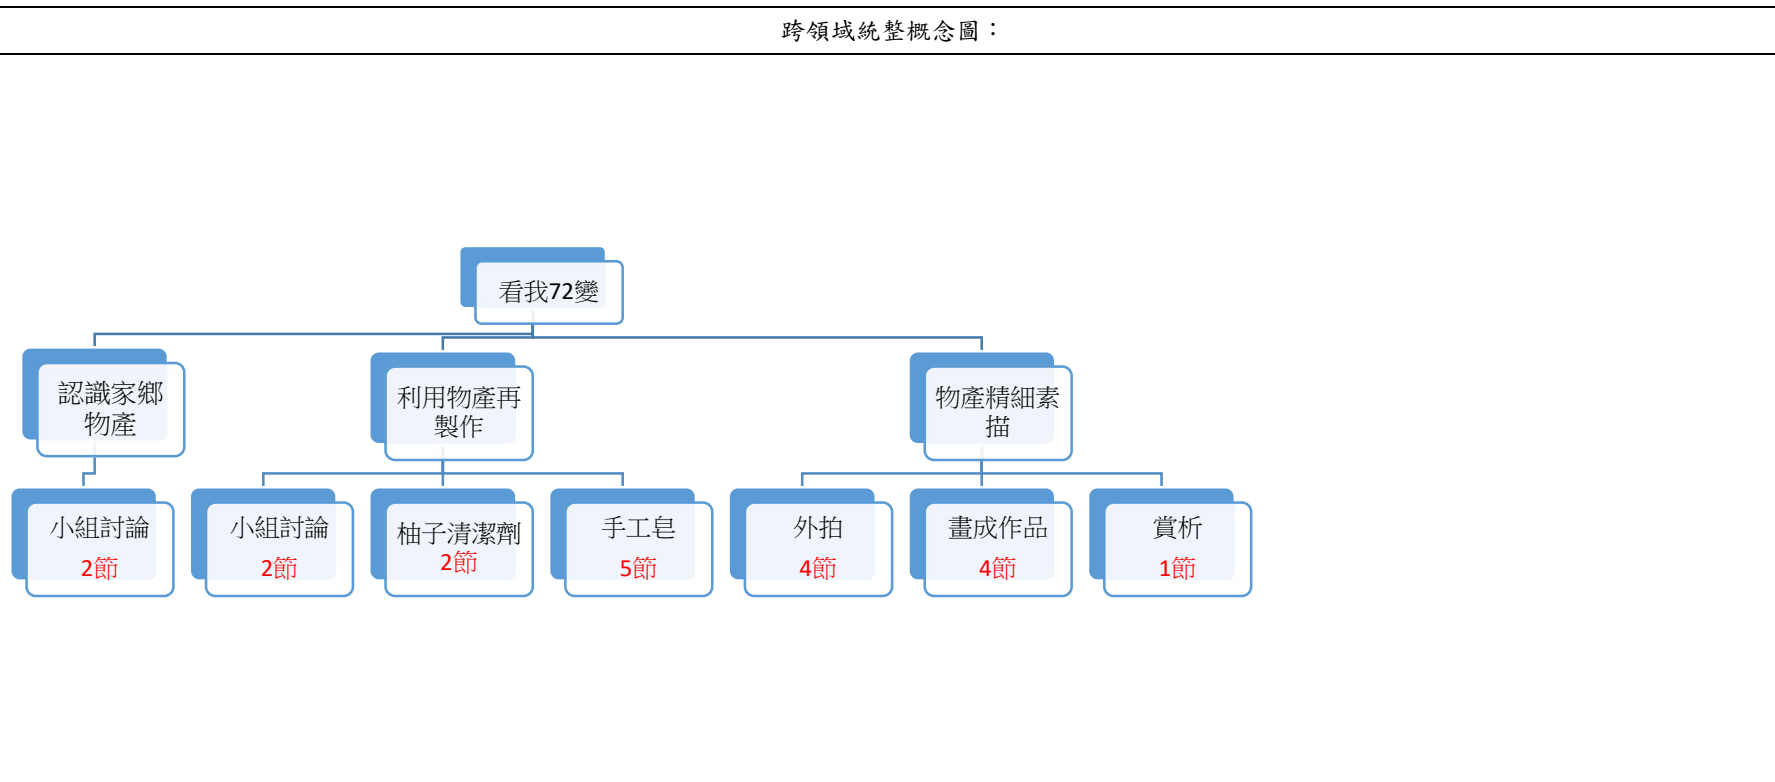 跨領域統整概念圖：
看我72變
認識家鄉
物產
利用物產再
製作
物產精細素
描
小組討論
2節
小組討論
2節
柚子清潔劑
2節
手工皂
5節
外拍
4節
畫成作品
4節
賞析
1節